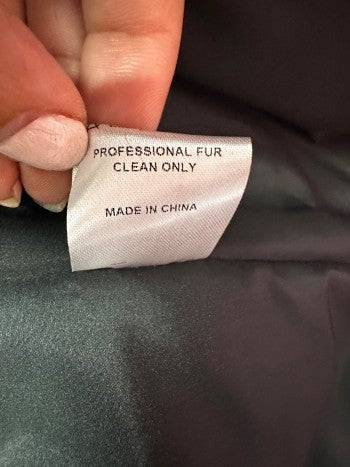 PROFESSIONAL FUR
CLEAN ONLY
MADE IN CHINA